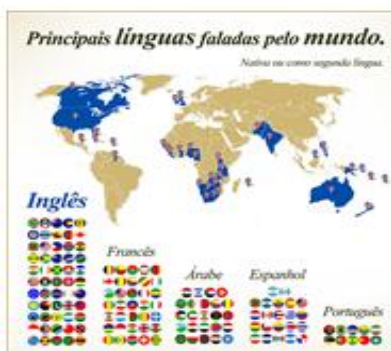 Principais línguas faladas pelo mundo.
Nativa ou como segunda língua.
Inglês
Francês
Árabe
Espanhol
Português